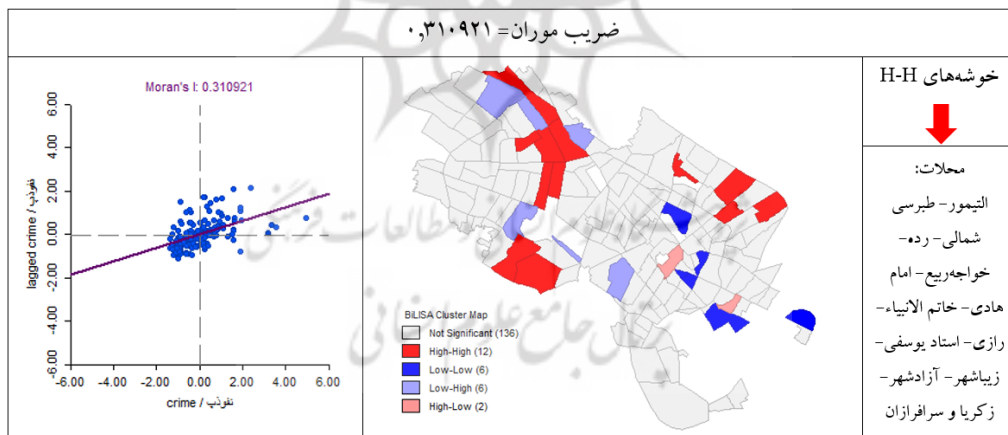 ضریب موران= ۰,۳۱۰۹۲۱
خوشه‌های H-H
محلات:
التیمور- طبرسی
شمالی- رده-
خواجه‌ربیع- امام
هادی- خاتم الانبیاء-
رازی- استاد یوسفی-
زیباشهر- آزادشهر-
زکریا و سرافرازان
BiLISA Cluster Map
Not Significant (136)
High-High (12)
Low-Low (6)
Low-High (6)
High-Low (2)
Moran's I: 0.310921
lagged crime / نفوذپ
6.00
4.00
2.00
0.00
-2.00
-4.00
-6.00
-6.00 -4.00 -2.00 0.00 2.00 4.00 6.00
crime / نفوذپ